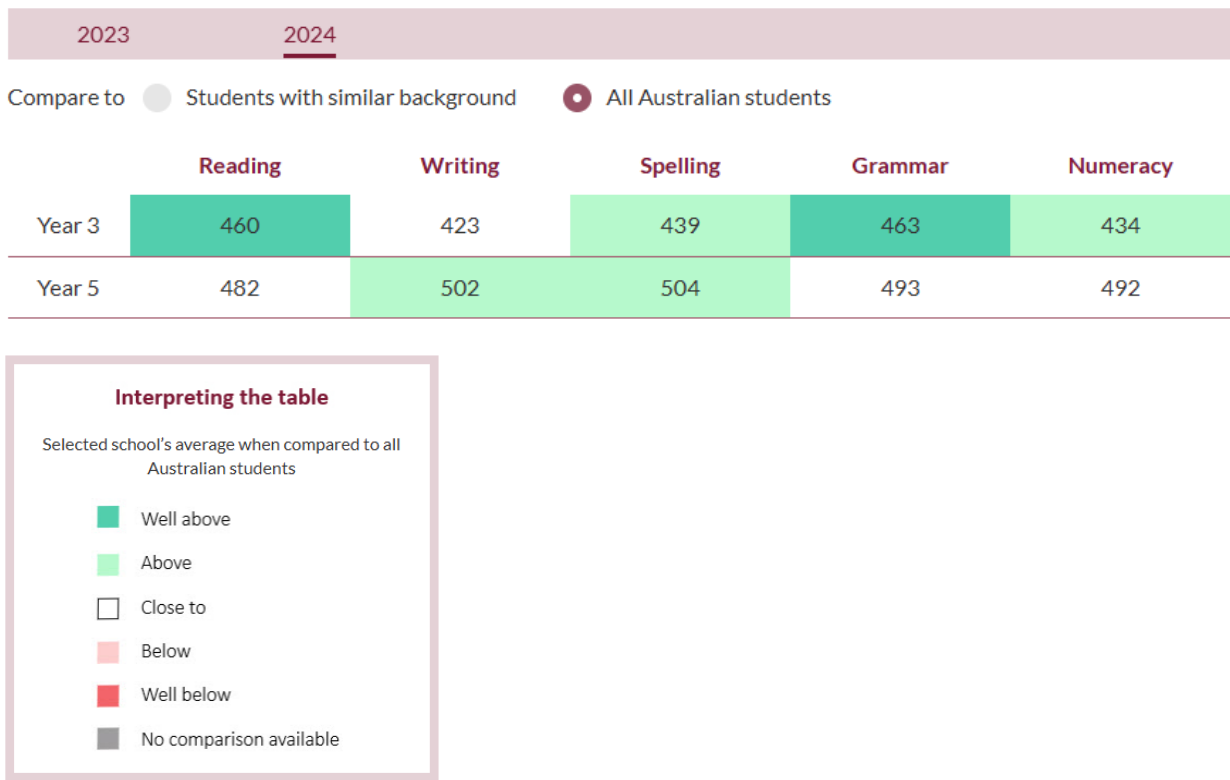 2023 2024
Compare to Students with similar background All Australian students
Reading Writing Spelling Grammar Numeracy
Year 3 460 423 439 463 434
Year 5 482 502 504 493 492
Interpreting the table
Selected school's average when compared to all
Australian students
Well above
Above
Close to
Below
Well below
No comparison available